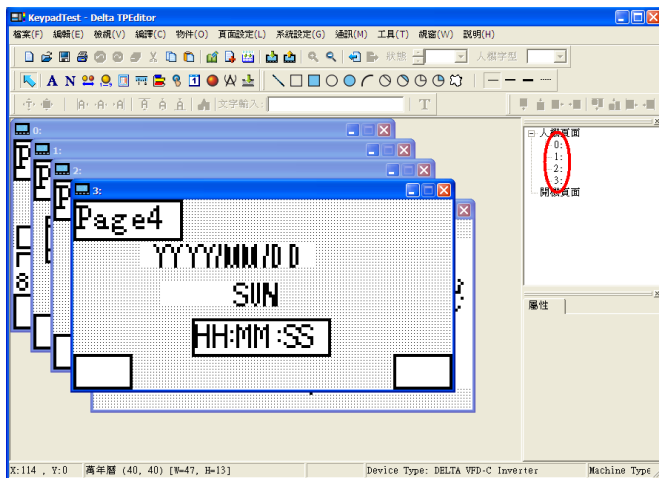 KeypadTest - Delta TPEditor
檔案(F) 編輯(E) 檢視(V) 編譯(C) 物件(O) 頁面設定(L) 系統設定(G) 通訊(M) 工具(T) 視窗(W) 說明(H)
狀態 人機字型
A N
文字輸入: T
0:
1:
2:
3:
Page4
YYYY/MM/DD
SUN
HH:MM:SS
8
人機頁面
0:
1:
2:
3:
開機頁面
屬性
X:114 , Y:0 萬年曆 (40, 40) [W=47, H=13] Device Type: DELTA VFD-C Inverter Machine Type